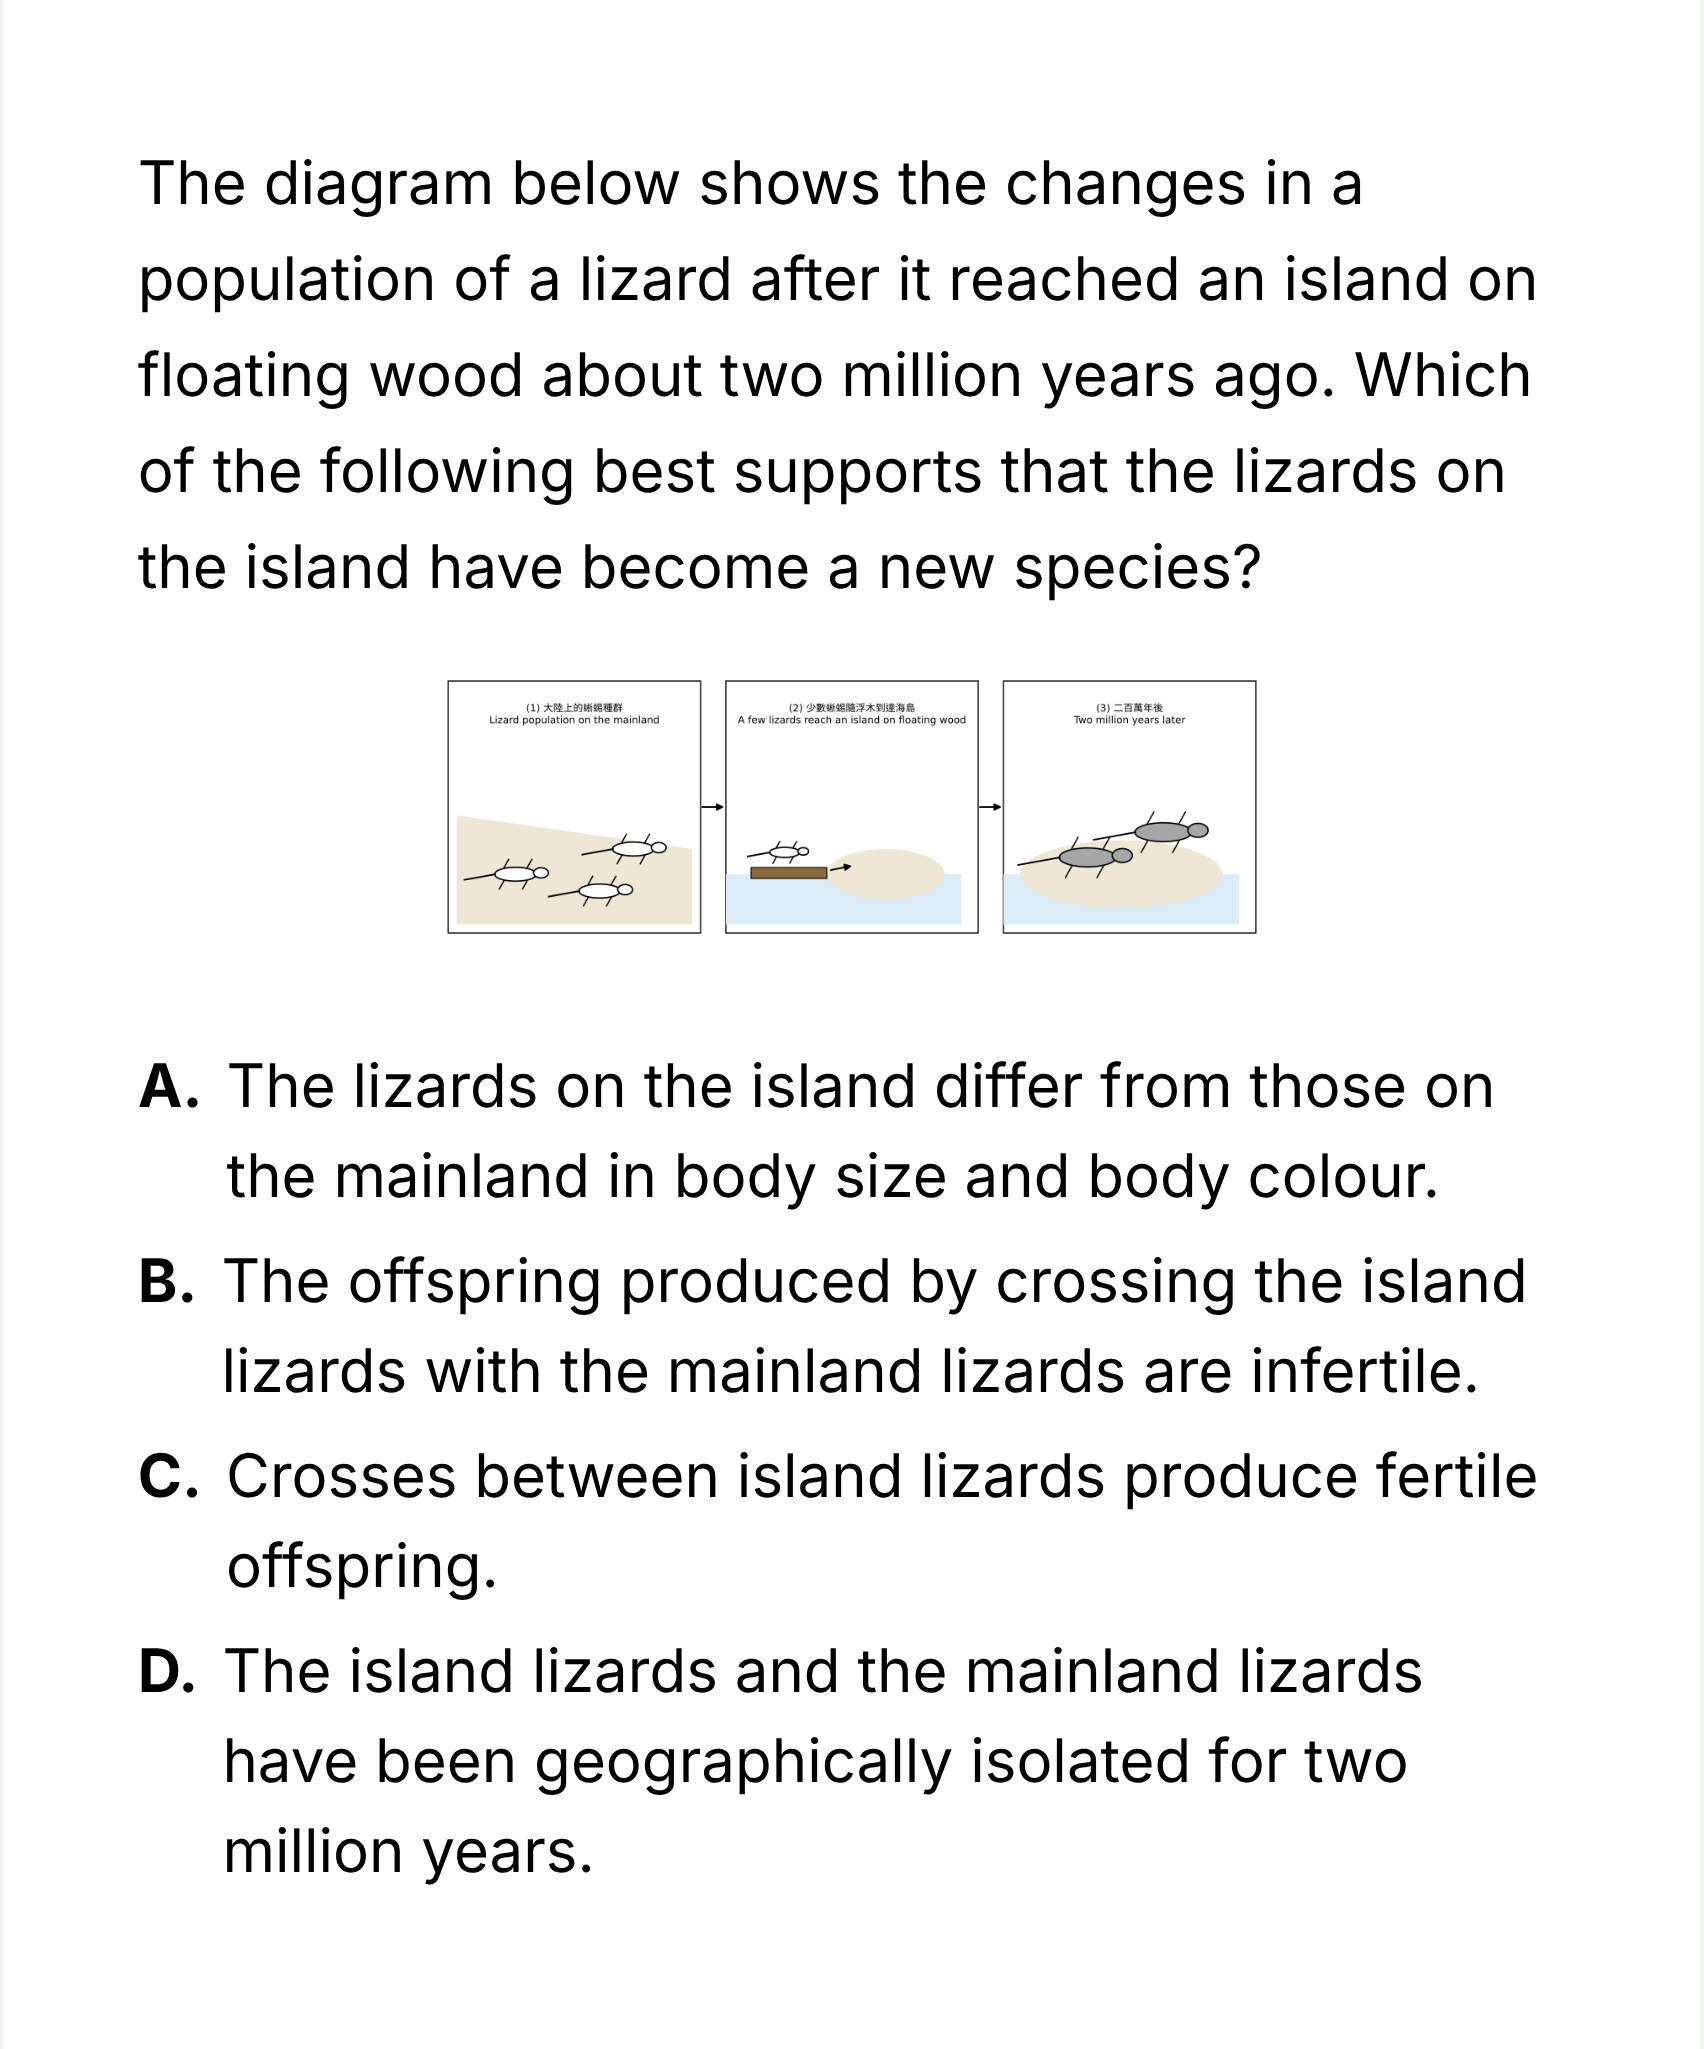 The diagram below shows the changes in a
population of a lizard after it reached an island on
floating wood about two million years ago. Which
of the following best supports that the lizards on
the island have become a new species?
(1) 大陸上的蜥蜴種群
Lizard population on the mainland
(2) 少數蜥蜴隨浮木到達海島
A few lizards reach an island on floating wood
(3) 二百萬年後
Two million years later
A. The lizards on the island differ from those on
the mainland in body size and body colour.
B. The offspring produced by crossing the island
lizards with the mainland lizards are infertile.
C. Crosses between island lizards produce fertile
offspring.
D. The island lizards and the mainland lizards
have been geographically isolated for two
million years.